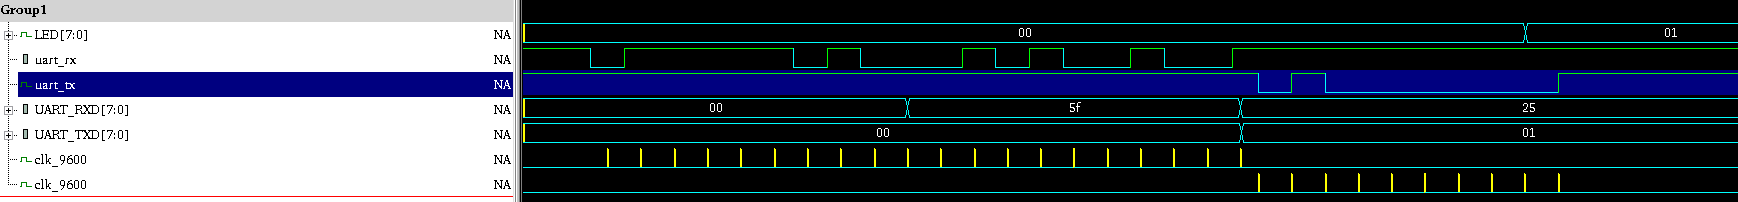 Group1
LED[7:0] NA 00 01
uart_rx NA
uart_tx NA
UART_RXD[7:0] NA 00 5f 25
UART_TXD[7:0] NA 00 01
clk_9600 NA
clk_9600 NA